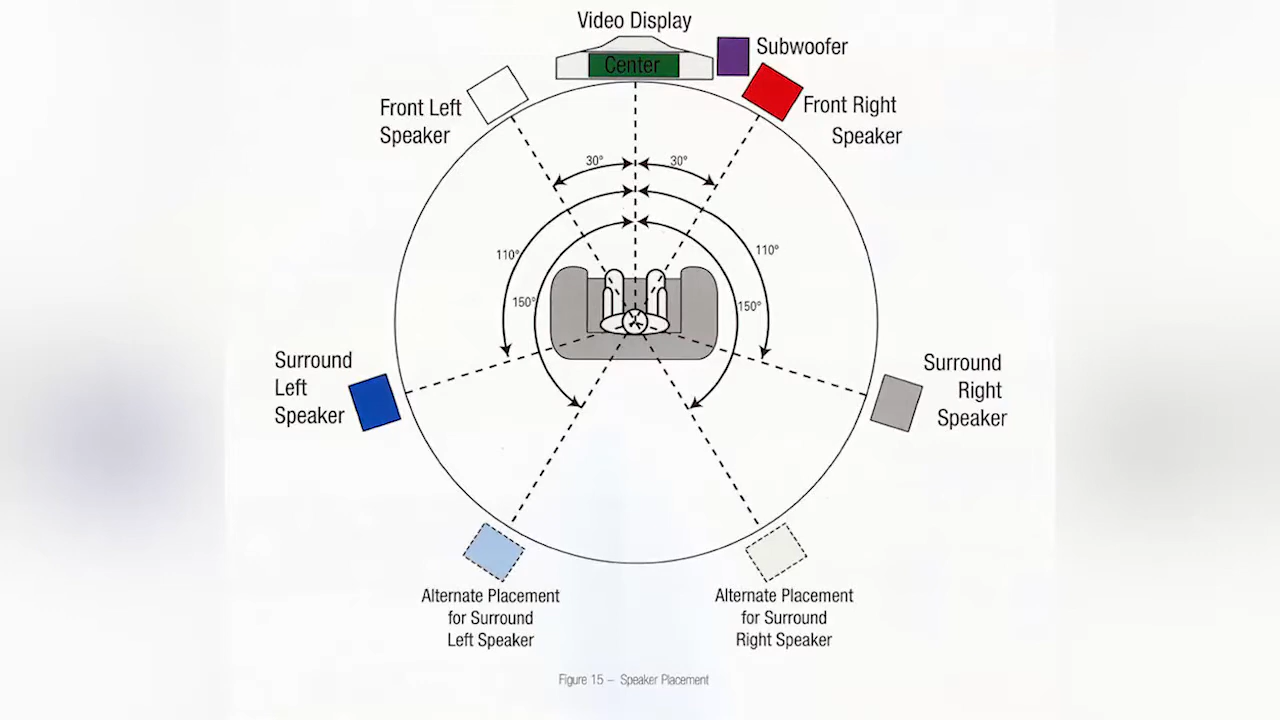 Video Display
Center
Subwoofer
Front Left
Speaker
Front Right
Speaker
30°
30°
110°
110°
150°
150°
Surround
Left
Speaker
Surround
Right
Speaker
Alternate Placement
for Surround
Left Speaker
Alternate Placement
for Surround
Right Speaker
Figure 15 – Speaker Placement